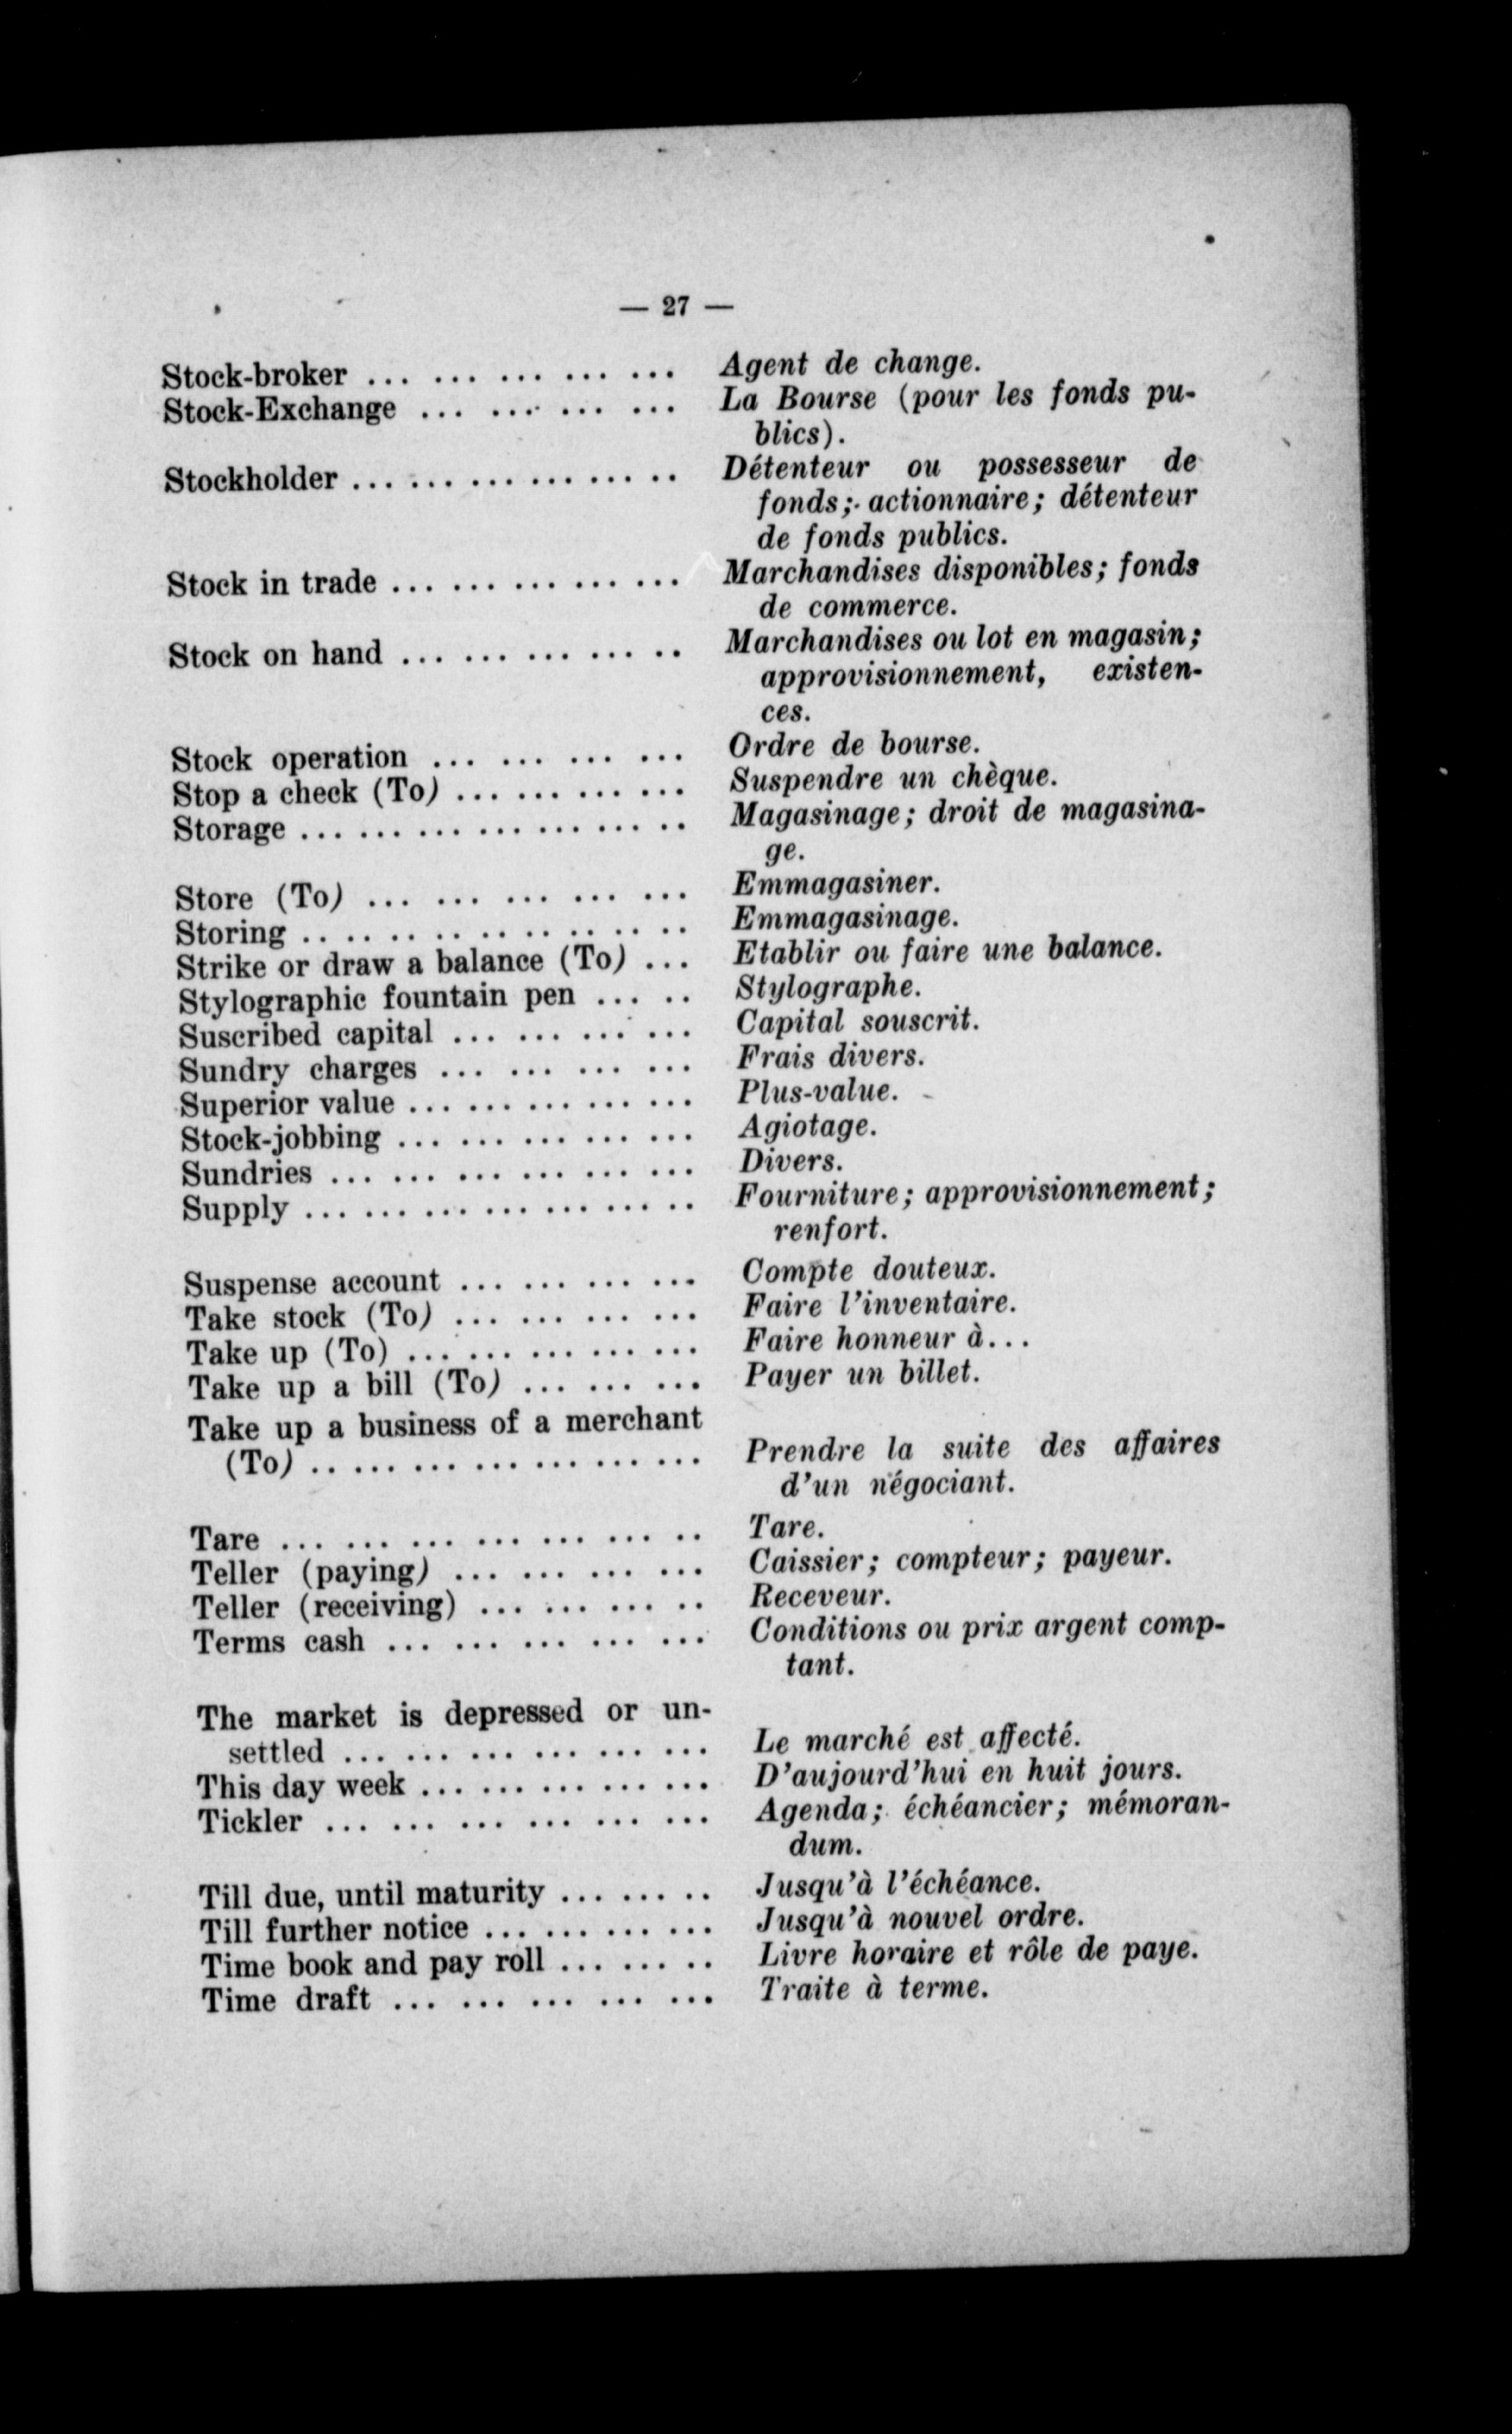 — 27 —
Stock-broker ... ... ... ... ... Agent de change.
Stock-Exchange ... ... ... ... La Bourse (pour les fonds pu-
blics).
Stockholder ... ... ... ... ... .. Détenteur ou possesseur de
fonds; actionnaire; détenteur
de fonds publics.
Stock in trade ... ... ... ... ... Marchandises disponibles; fonds
de commerce.
Stock on hand ... ... ... ... .. Marchandises ou lot en magasin;
approvisionnement, existen-
ces.
Stock operation ... ... ... ... Ordre de bourse.
Stop a check (To) ... ... ... ... Suspendre un chèque.
Storage ... ... ... ... ... ... .. Magasinage; droit de magasina-
ge.
Store (To) ... ... ... ... ... Emmagasiner.
Storing ... ... ... ... ... ... .. Emmagasinage.
Strike or draw a balance (To) ... Etablir ou faire une balance.
Stylographic fountain pen ... .. Stylographe.
Suscribed capital ... ... ... ... Capital souscrit.
Sundry charges ... ... ... ... Frais divers.
Superior value ... ... ... ... ... Plus-value.
Stock-jobbing ... ... ... ... ... Agiotage.
Sundries ... ... ... ... ... ... Divers.
Supply ... ... ... ... ... ... .. Fourniture; approvisionnement;
renfort.
Suspense account ... ... ... ... Compte douteux.
Take stock (To) ... ... ... ... Faire l'inventaire.
Take up (To) ... ... ... ... ... Faire honneur à...
Take up a bill (To) ... ... ... Payer un billet.
Take up a business of a merchant
(To) .. ... ... ... ... ... ... Prendre la suite des affaires
d'un négociant.
Tare ... ... ... ... ... ... .. Tare.
Teller (paying) ... ... ... ... Caissier; compteur; payeur.
Teller (receiving) ... ... ... .. Receveur.
Terms cash ... ... ... ... ... Conditions ou prix argent comp-
tant.
The market is depressed or un-
settled ... ... ... ... ... ... Le marché est affecté.
This day week ... ... ... ... ... D'aujourd'hui en huit jours.
Tickler ... ... ... ... ... ... Agenda; échéancier; mémoran-
dum.
Till due, until maturity ... ... .. Jusqu'à l'échéance.
Till further notice ... ... ... ... Jusqu'à nouvel ordre.
Time book and pay roll ... ... .. Livre horaire et rôle de paye.
Time draft ... ... ... ... ... Traite à terme.